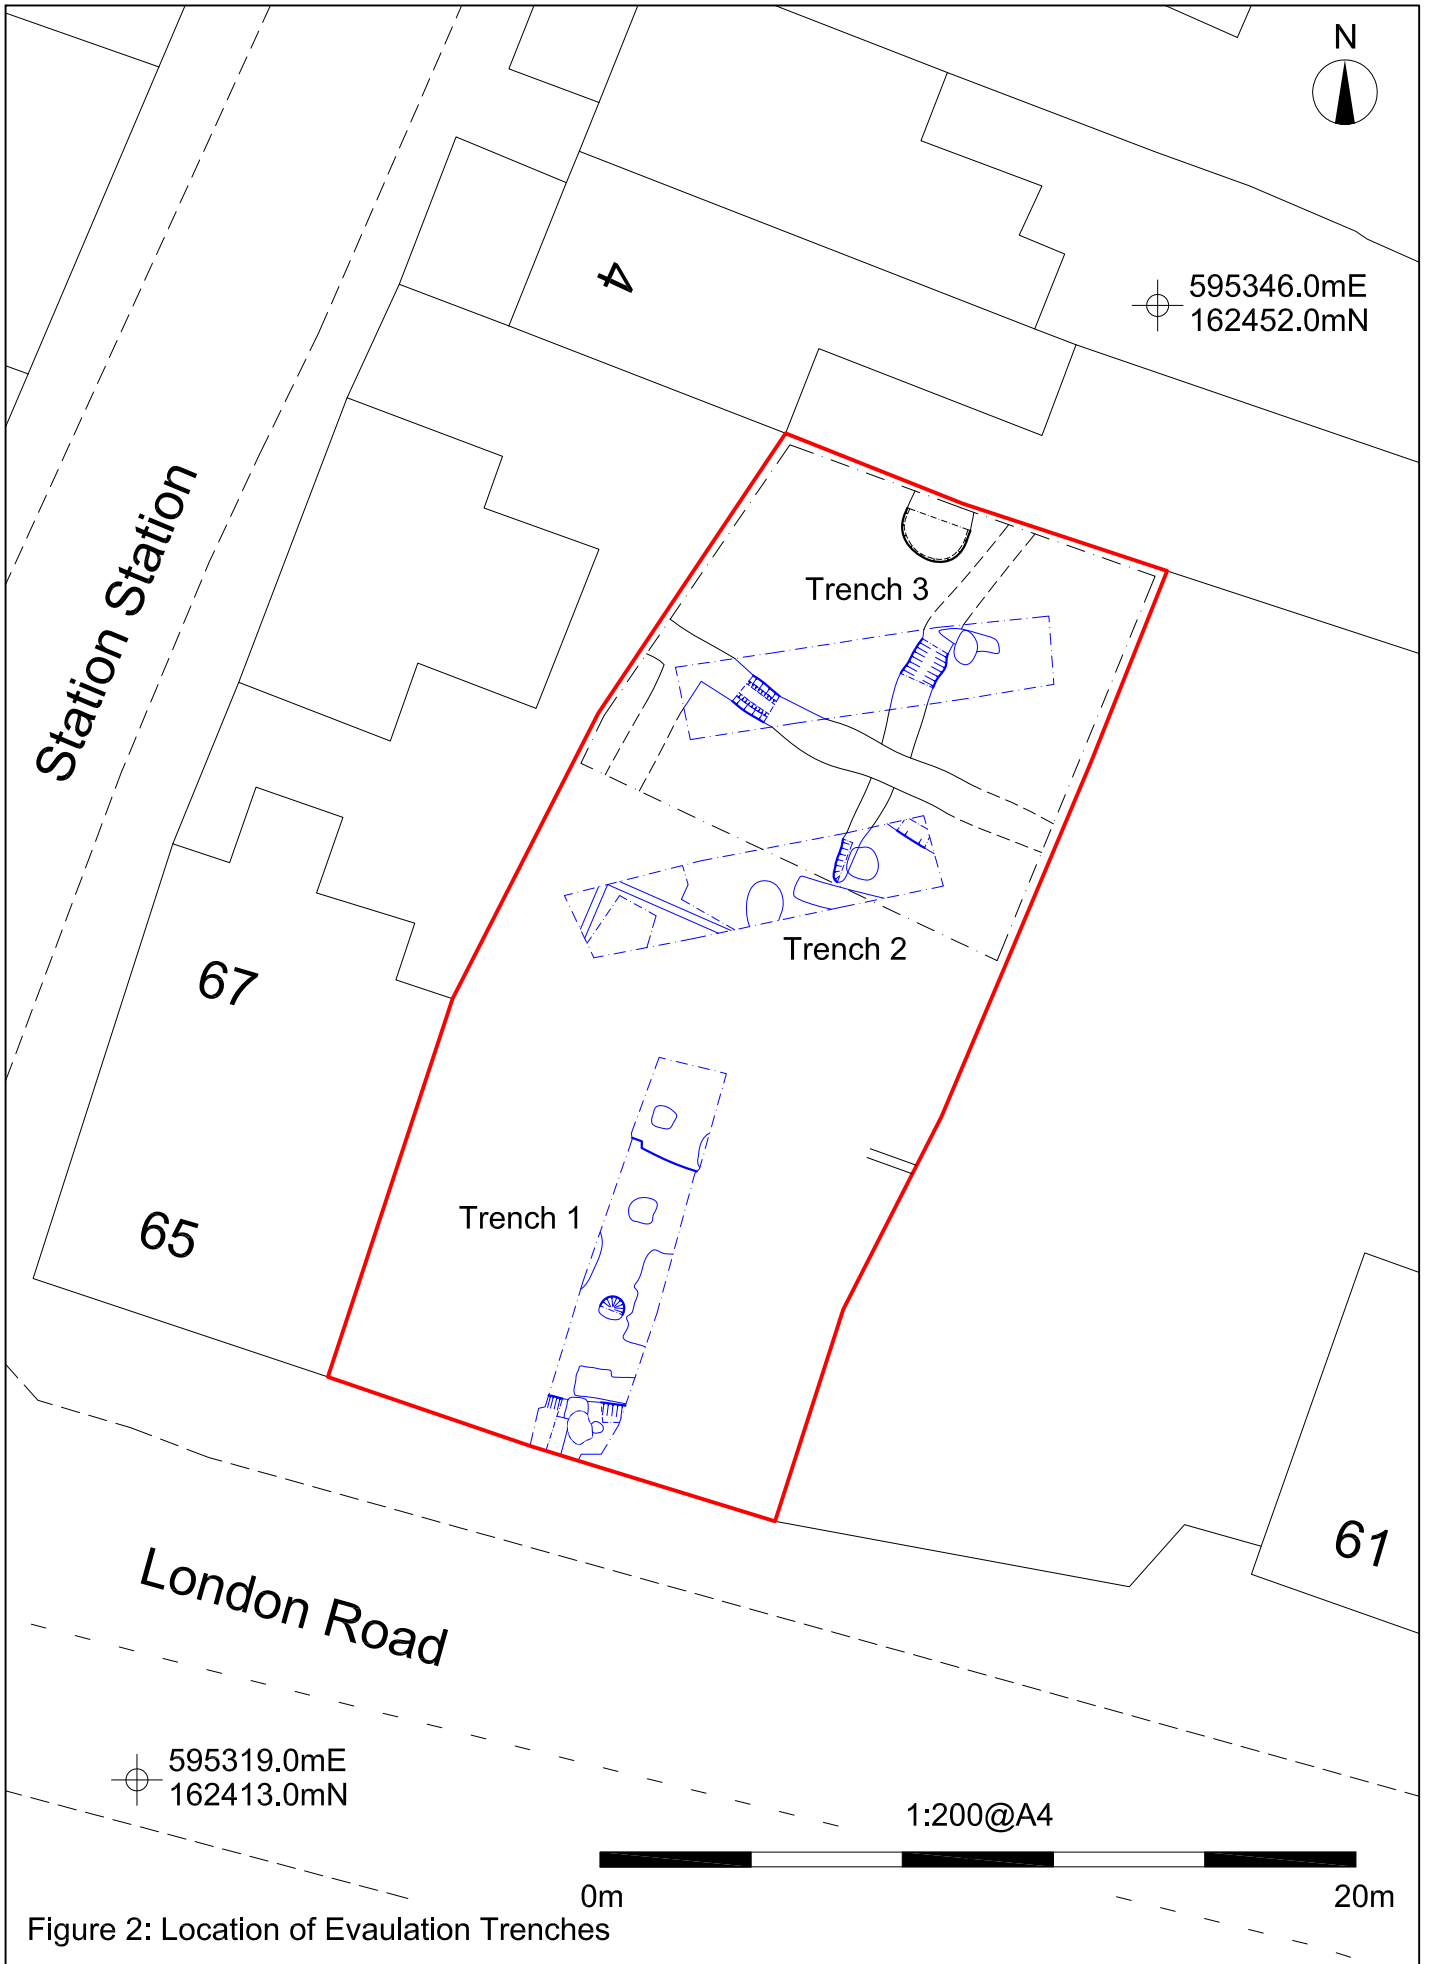 N
4
595346.0mE
162452.0mN
Station Station
Trench 3
Trench 2
67
Trench 1
65
61
London Road
595319.0mE
162413.0mN
1:200@A4
0m
20m
Figure 2: Location of Evaulation Trenches